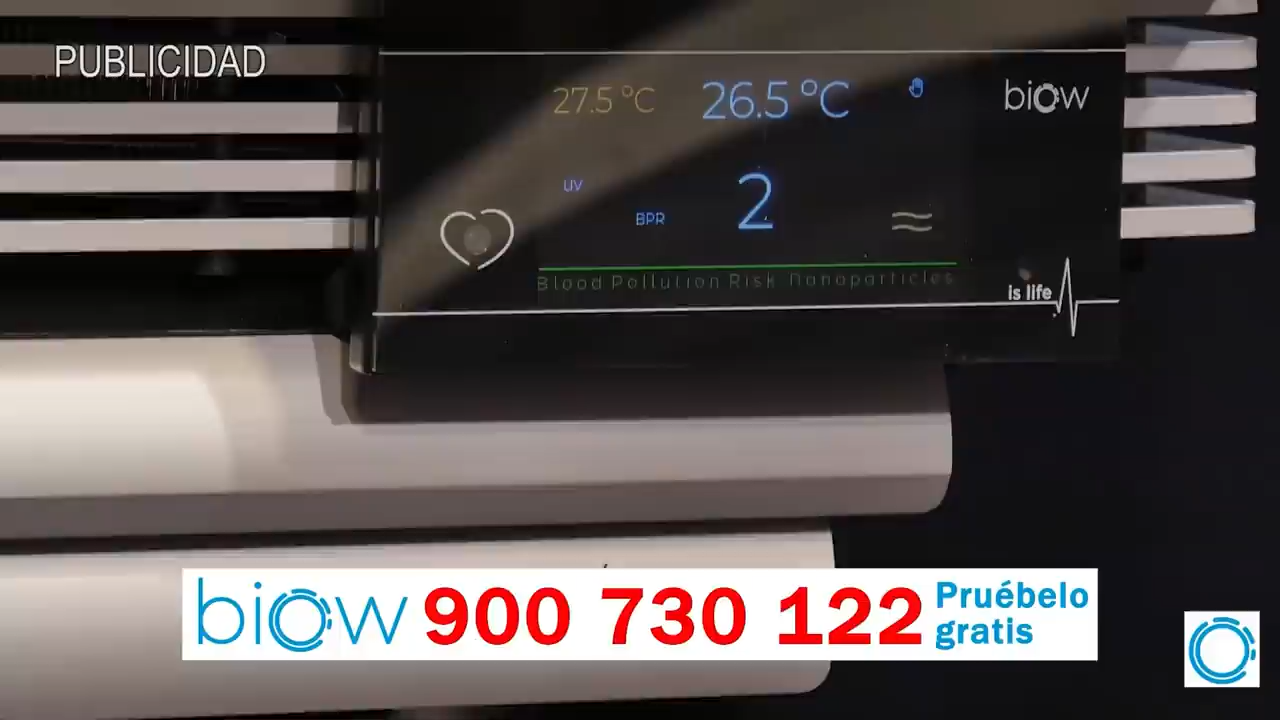 PUBLICIDAD
27.5 °C 26.5 °C
biow
UV
BPR
2
Blood Pollution Risk Nanoparticles
is life
biow 900 730 122 Pruébelo
gratis